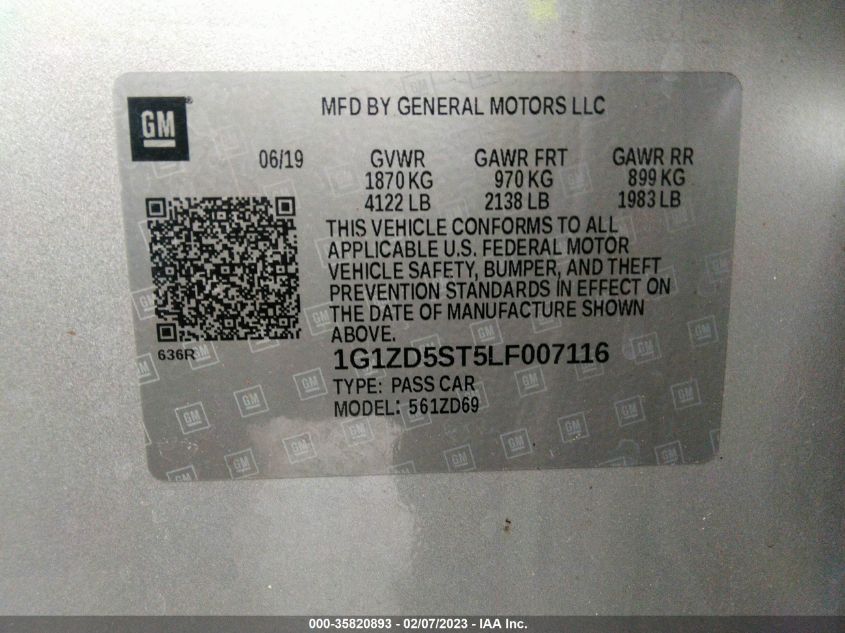 GM
MFD BY GENERAL MOTORS LLC
06/19 GVWR GAWR FRT GAWR RR
1870 KG 970 KG 899 KG
4122 LB 2138 LB 1983 LB
THIS VEHICLE CONFORMS TO ALL
APPLICABLE U.S. FEDERAL MOTOR
VEHICLE SAFETY, BUMPER, AND THEFT
PREVENTION STANDARDS IN EFFECT ON
THE DATE OF MANUFACTURE SHOWN
ABOVE.
636R
1G1ZD5ST5LF007116
TYPE: PASS CAR
MODEL: 561ZD69
000-35820893 - 02/07/2023 - IAA Inc.